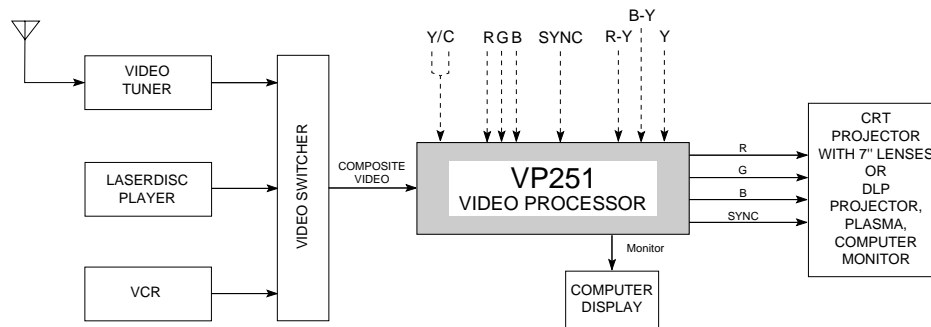 B-Y
Y/C
R G B
SYNC
R-Y
Y
VIDEO
TUNER
LASERDISC
PLAYER
VCR
VIDEO SWITCHER
COMPOSITE
VIDEO
VP251
VIDEO PROCESSOR
R
G
B
SYNC
Monitor
COMPUTER
DISPLAY
CRT
PROJECTOR
WITH 7" LENSES
OR
DLP
PROJECTOR,
PLASMA,
COMPUTER
MONITOR